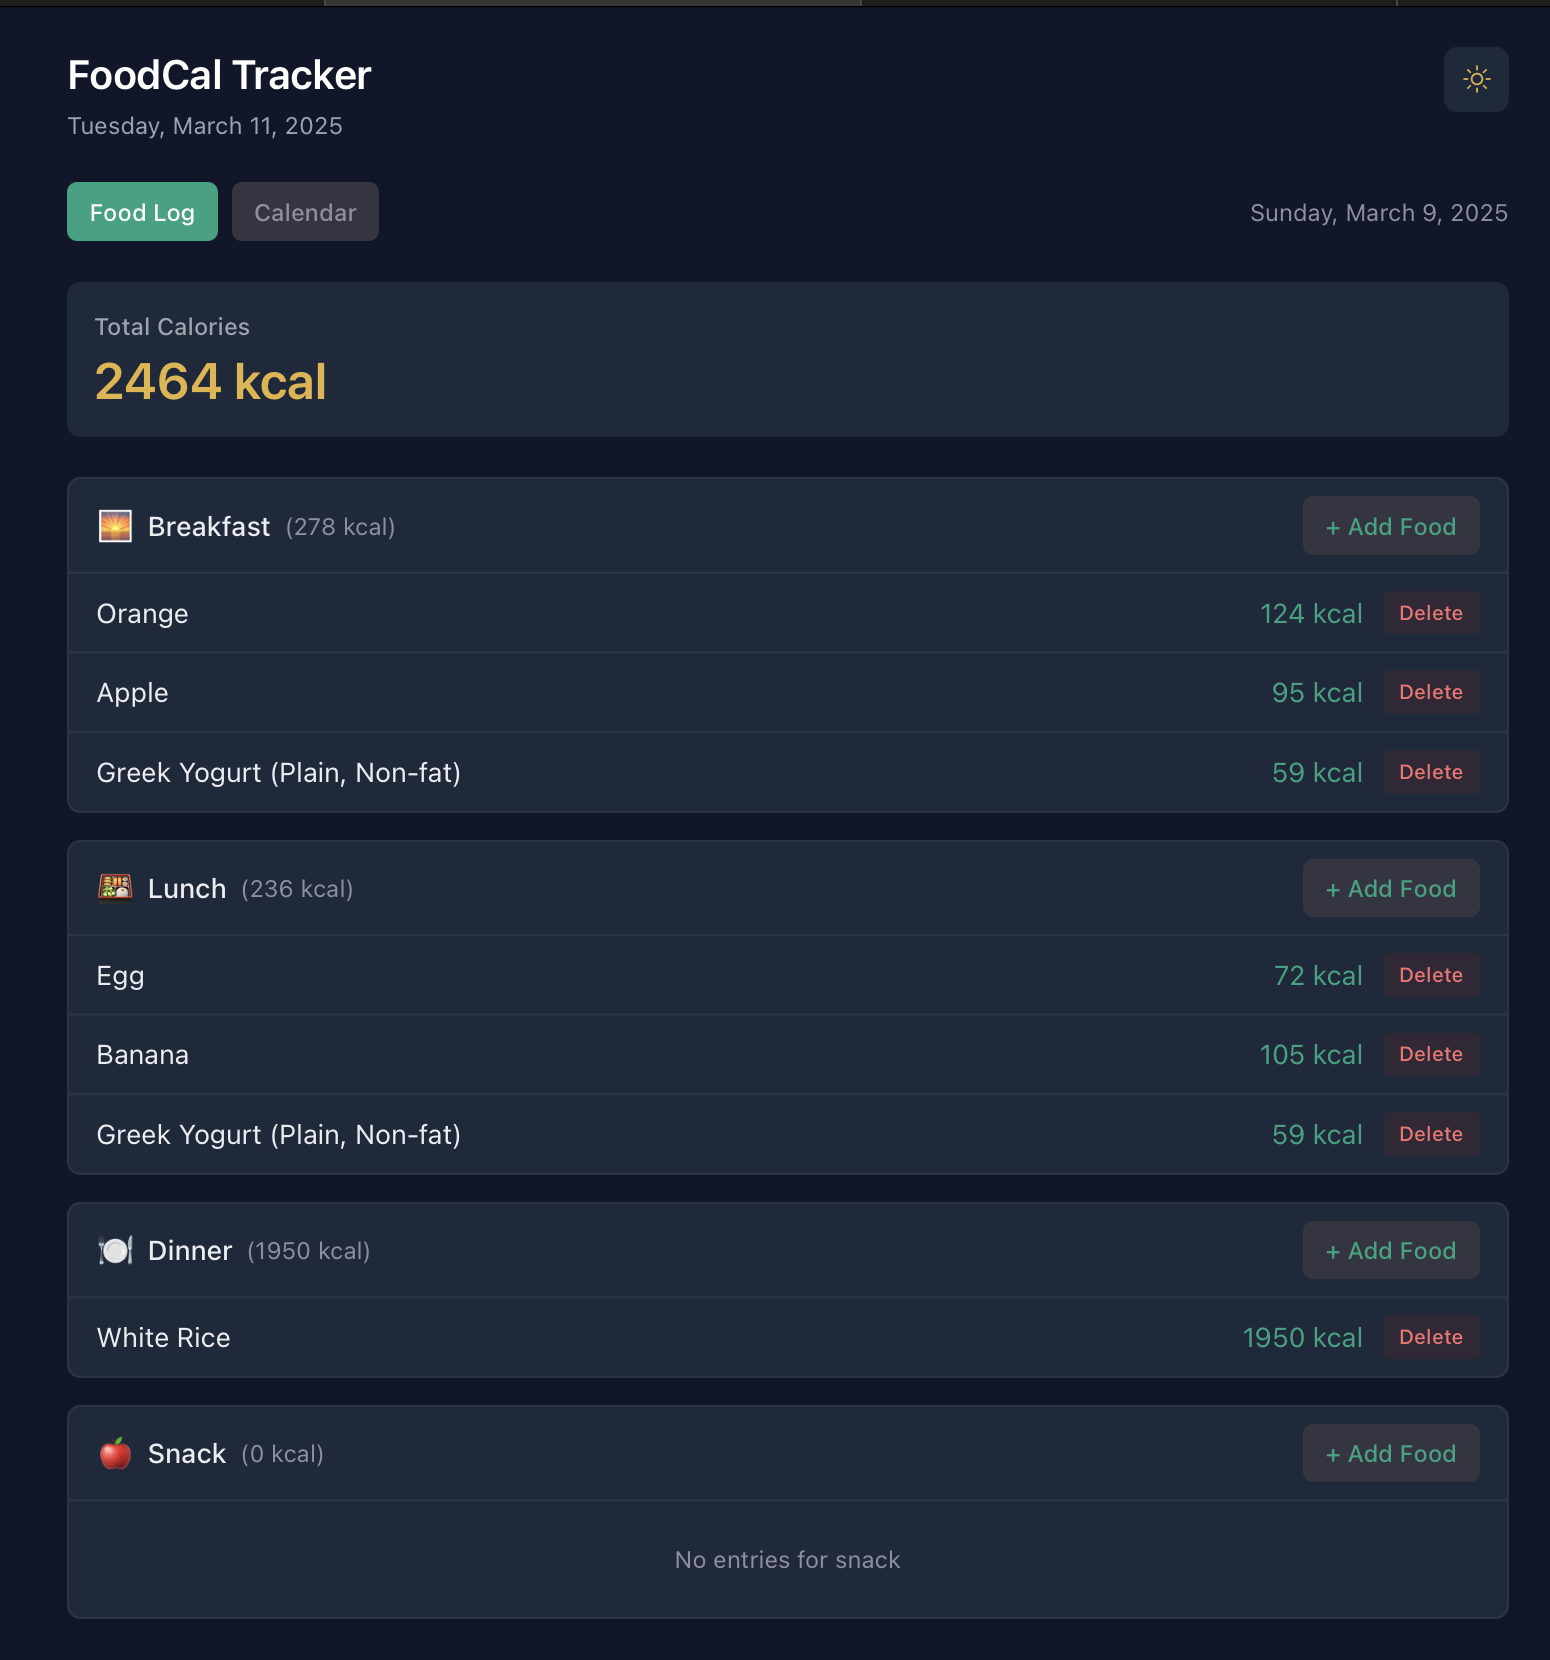 FoodCal Tracker
Tuesday, March 11, 2025
Food Log Calendar Sunday, March 9, 2025
Total Calories
2464 kcal
Breakfast (278 kcal) + Add Food
Orange 124 kcal Delete
Apple 95 kcal Delete
Greek Yogurt (Plain, Non-fat) 59 kcal Delete
Lunch (236 kcal) + Add Food
Egg 72 kcal Delete
Banana 105 kcal Delete
Greek Yogurt (Plain, Non-fat) 59 kcal Delete
Dinner (1950 kcal) + Add Food
White Rice 1950 kcal Delete
Snack (0 kcal) + Add Food
No entries for snack